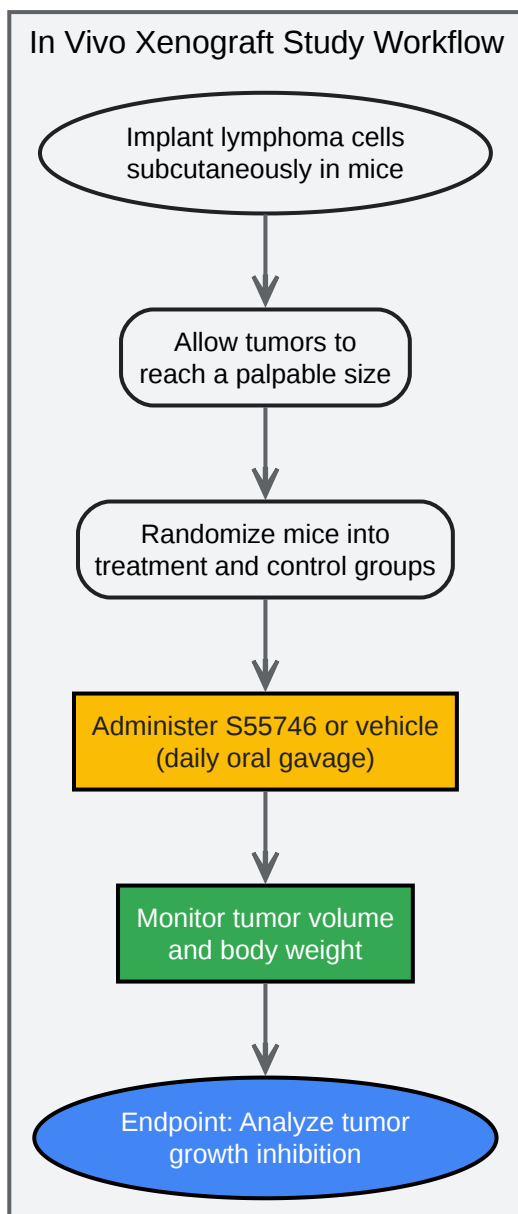 In Vivo Xenograft Study Workflow
Implant lymphoma cells
subcutaneously in mice
Allow tumors to
reach a palpable size
Randomize mice into
treatment and control groups
Administer S55746 or vehicle
(daily oral gavage)
Monitor tumor volume
and body weight
Endpoint: Analyze tumor
growth inhibition